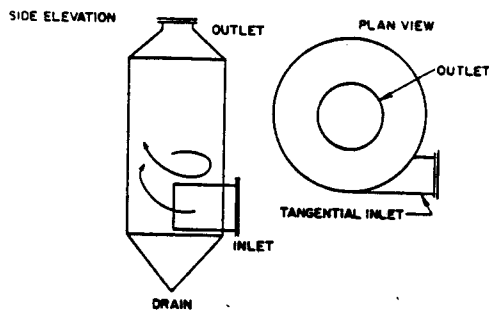 SIDE ELEVATION
OUTLET
PLAN VIEW
OUTLET
TANGENTIAL INLET
INLET
DRAIN